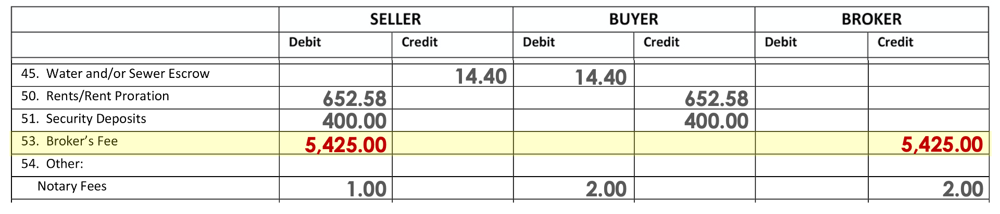 SELLER BUYER BROKER
Debit Credit Debit Credit Debit Credit
45. Water and/or Sewer Escrow 14.40 14.40
50. Rents/Rent Proration 652.58 652.58
51. Security Deposits 400.00 400.00
53. Broker’s Fee 5,425.00 5,425.00
54. Other:
Notary Fees 1.00 2.00 2.00